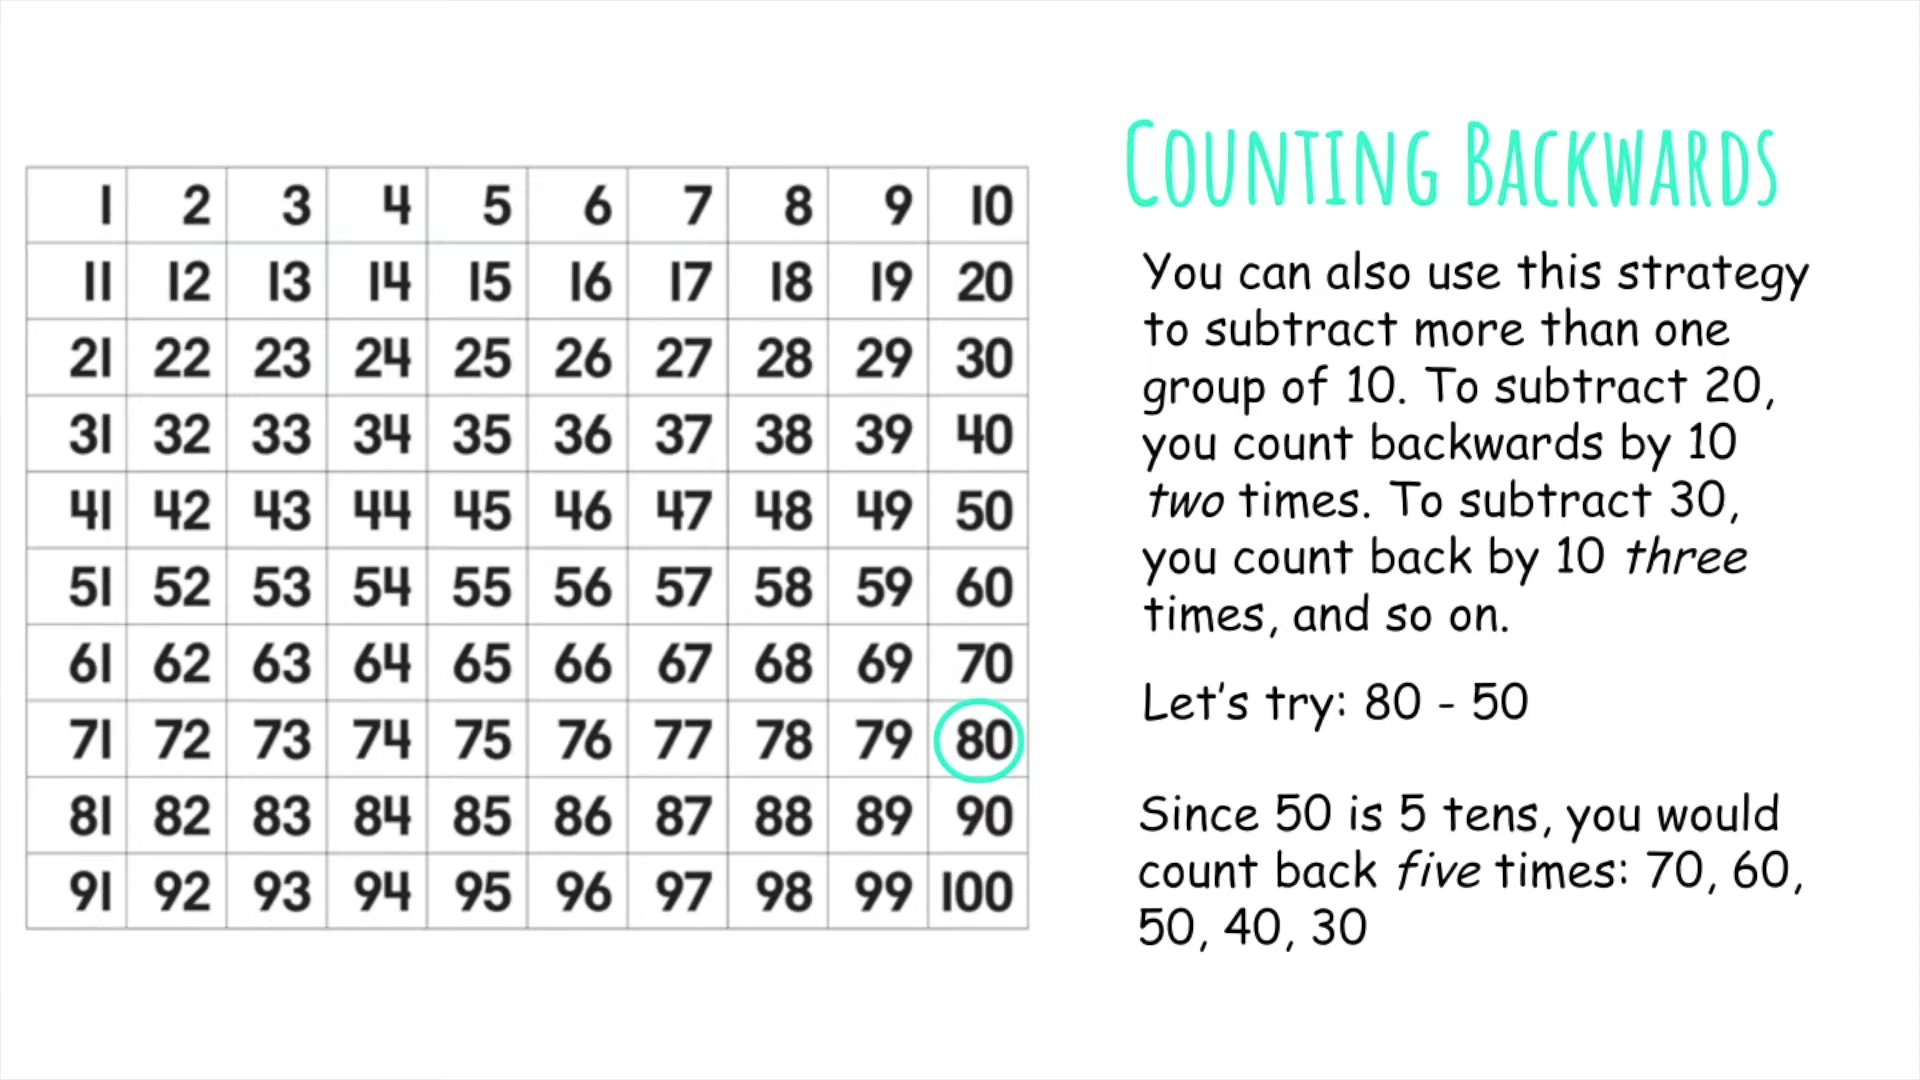 1 2 3 4 5 6 7 8 9 10
11 12 13 14 15 16 17 18 19 20
21 22 23 24 25 26 27 28 29 30
31 32 33 34 35 36 37 38 39 40
41 42 43 44 45 46 47 48 49 50
51 52 53 54 55 56 57 58 59 60
61 62 63 64 65 66 67 68 69 70
71 72 73 74 75 76 77 78 79 80
81 82 83 84 85 86 87 88 89 90
91 92 93 94 95 96 97 98 99 100
Counting Backwards
You can also use this strategy
to subtract more than one
group of 10. To subtract 20,
you count backwards by 10
two times. To subtract 30,
you count back by 10 three
times, and so on.
Let's try: 80 - 50
Since 50 is 5 tens, you would
count back five times: 70, 60,
50, 40, 30